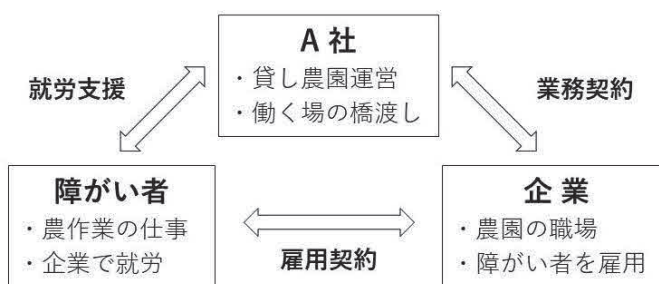 A 社
・貸し農園運営
・働く場の橋渡し
就労支援
業務契約
障がい者
・農作業の仕事
・企業で就労
雇用契約
企 業
・農園の職場
・障がい者を雇用